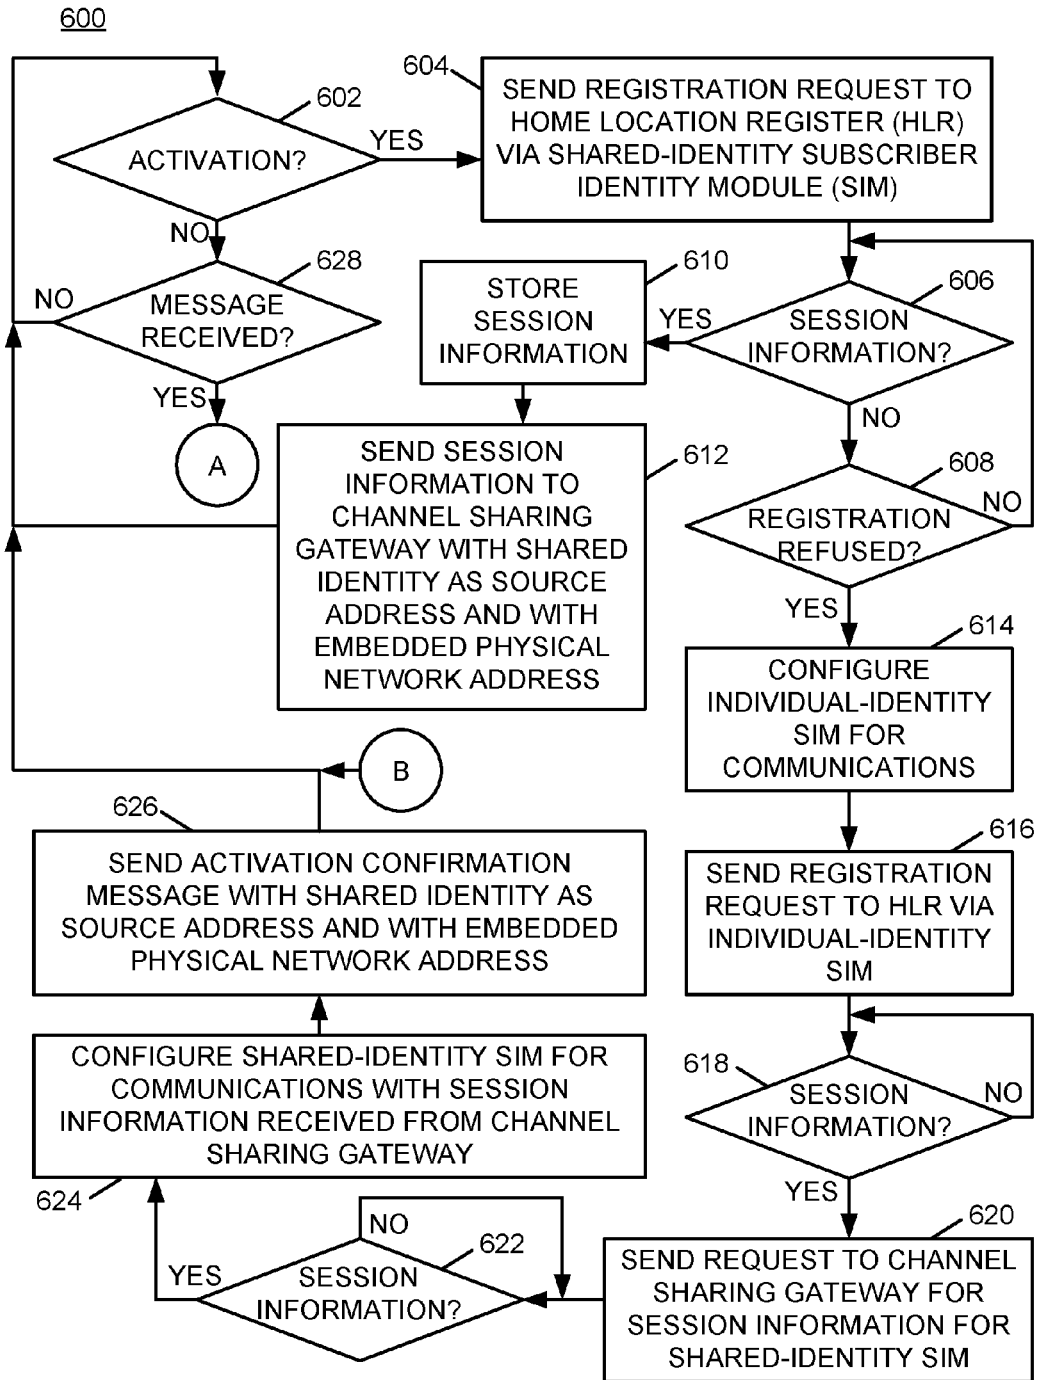 600
602
ACTIVATION?
YES
NO
604
SEND REGISTRATION REQUEST TO
HOME LOCATION REGISTER (HLR)
VIA SHARED-IDENTITY SUBSCRIBER
IDENTITY MODULE (SIM)
628
MESSAGE
RECEIVED?
NO
YES
A
606
SESSION
INFORMATION?
YES
NO
610
STORE
SESSION
INFORMATION
612
SEND SESSION
INFORMATION TO
CHANNEL SHARING
GATEWAY WITH SHARED
IDENTITY AS SOURCE
ADDRESS AND WITH
EMBEDDED PHYSICAL
NETWORK ADDRESS
608
REGISTRATION
REFUSED?
NO
YES
614
CONFIGURE
INDIVIDUAL-IDENTITY
SIM FOR
COMMUNICATIONS
616
SEND REGISTRATION
REQUEST TO HLR VIA
INDIVIDUAL-IDENTITY
SIM
618
SESSION
INFORMATION?
NO
YES
620
SEND REQUEST TO CHANNEL
SHARING GATEWAY FOR
SESSION INFORMATION FOR
SHARED-IDENTITY SIM
622
SESSION
INFORMATION?
NO
YES
624
CONFIGURE SHARED-IDENTITY SIM FOR
COMMUNICATIONS WITH SESSION
INFORMATION RECEIVED FROM CHANNEL
SHARING GATEWAY
626
SEND ACTIVATION CONFIRMATION
MESSAGE WITH SHARED IDENTITY AS
SOURCE ADDRESS AND WITH EMBEDDED
PHYSICAL NETWORK ADDRESS
B